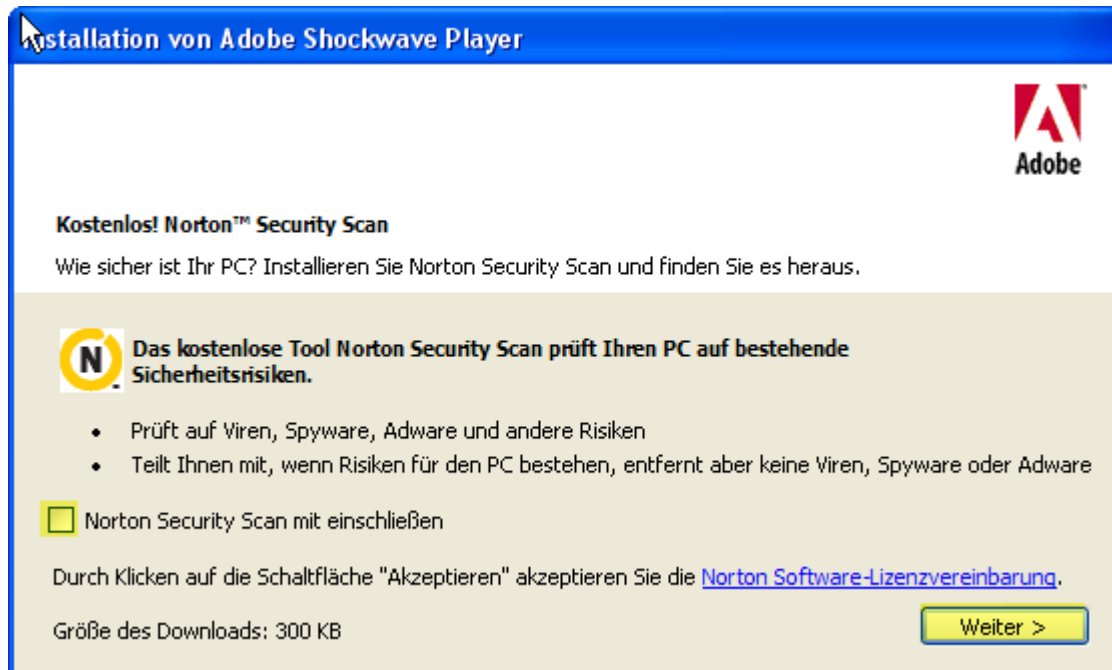 Installation von Adobe Shockwave Player
Adobe
Kostenlos! Norton™ Security Scan
Wie sicher ist Ihr PC? Installieren Sie Norton Security Scan und finden Sie es heraus.
N
Das kostenlose Tool Norton Security Scan prüft Ihren PC auf bestehende
Sicherheitsrisiken.
• Prüft auf Viren, Spyware, Adware und andere Risiken
• Teilt Ihnen mit, wenn Risiken für den PC bestehen, entfernt aber keine Viren, Spyware oder Adware
Norton Security Scan mit einschließen
Durch Klicken auf die Schaltfläche "Akzeptieren" akzeptieren Sie die Norton Software-Lizenzvereinbarung.
Größe des Downloads: 300 KB
Weiter >